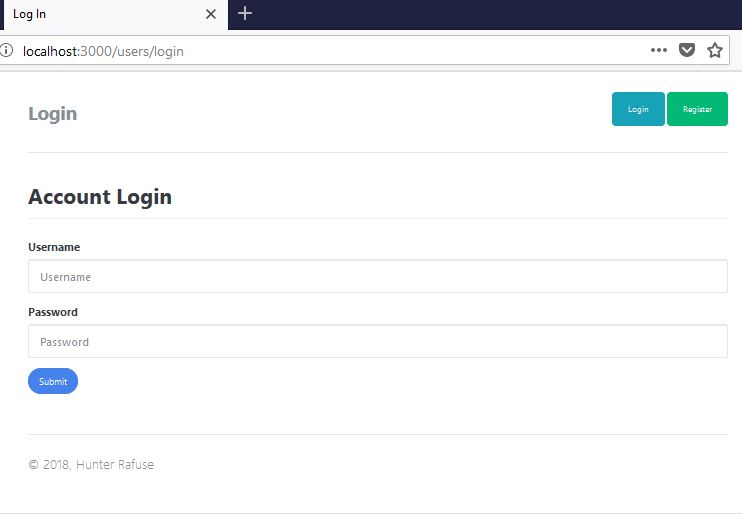 Log In
localhost:3000/users/login
Login
Login Register
Account Login
Username
Username
Password
Password
Submit
© 2018, Hunter Rafuse